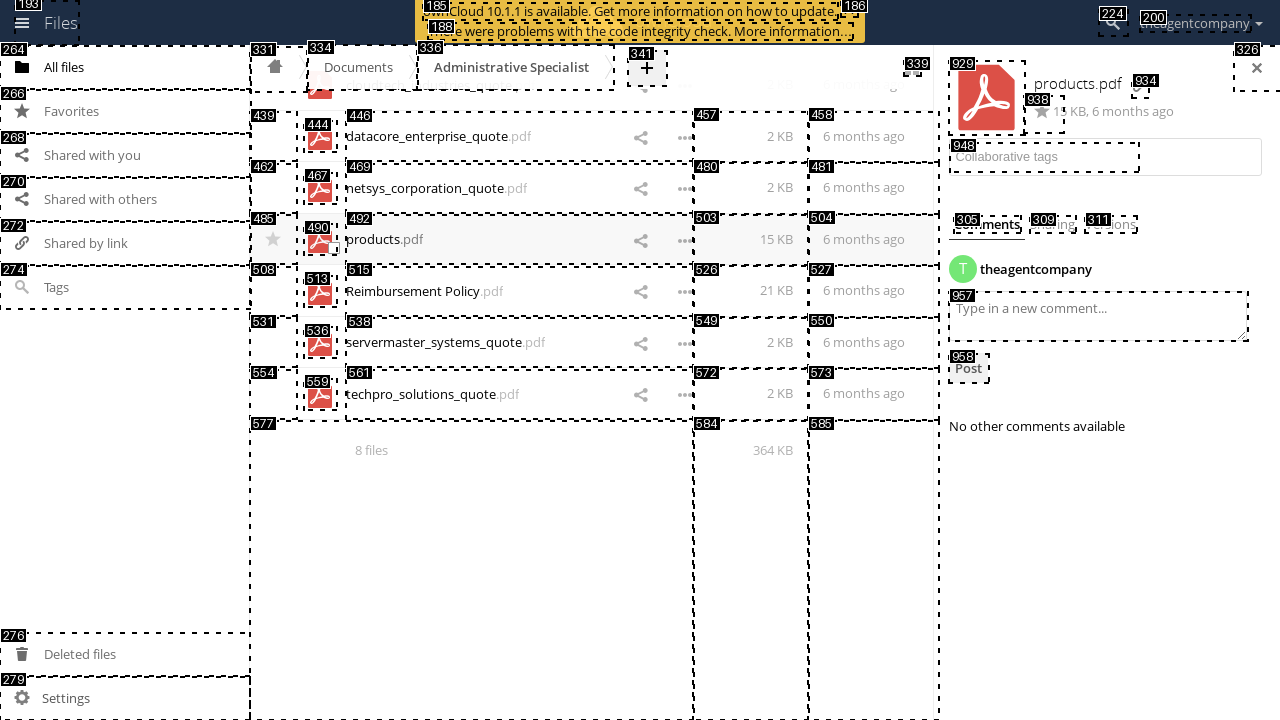 193
Files
185
ownCloud 10.1.1 is available. Get more information on how to update.
186
188
There were problems with the code integrity check. More information…
224
200
theagentcompany
264
All files
266
Favorites
268
Shared with you
270
Shared with others
272
Shared by link
274
Tags
276
Deleted files
279
Settings
331
334
Documents
336
Administrative Specialist
341
+
339
6 months ago
439
444
446
datacore_enterprise_quote.pdf
457
2 KB
458
6 months ago
462
467
469
netsys_corporation_quote.pdf
480
2 KB
481
6 months ago
485
490
492
products.pdf
503
15 KB
504
6 months ago
508
513
515
Reimbursement Policy.pdf
526
21 KB
527
6 months ago
531
536
538
servermaster_systems_quote.pdf
549
2 KB
550
6 months ago
554
559
561
techpro_solutions_quote.pdf
572
2 KB
573
6 months ago
577
8 files
584
364 KB
585
326
929
products.pdf
934
938
15 KB, 6 months ago
948
Collaborative tags
305
Comments
309
Sharing
311
Versions
T
theagentcompany
957
Type in a new comment...
958
Post
No other comments available